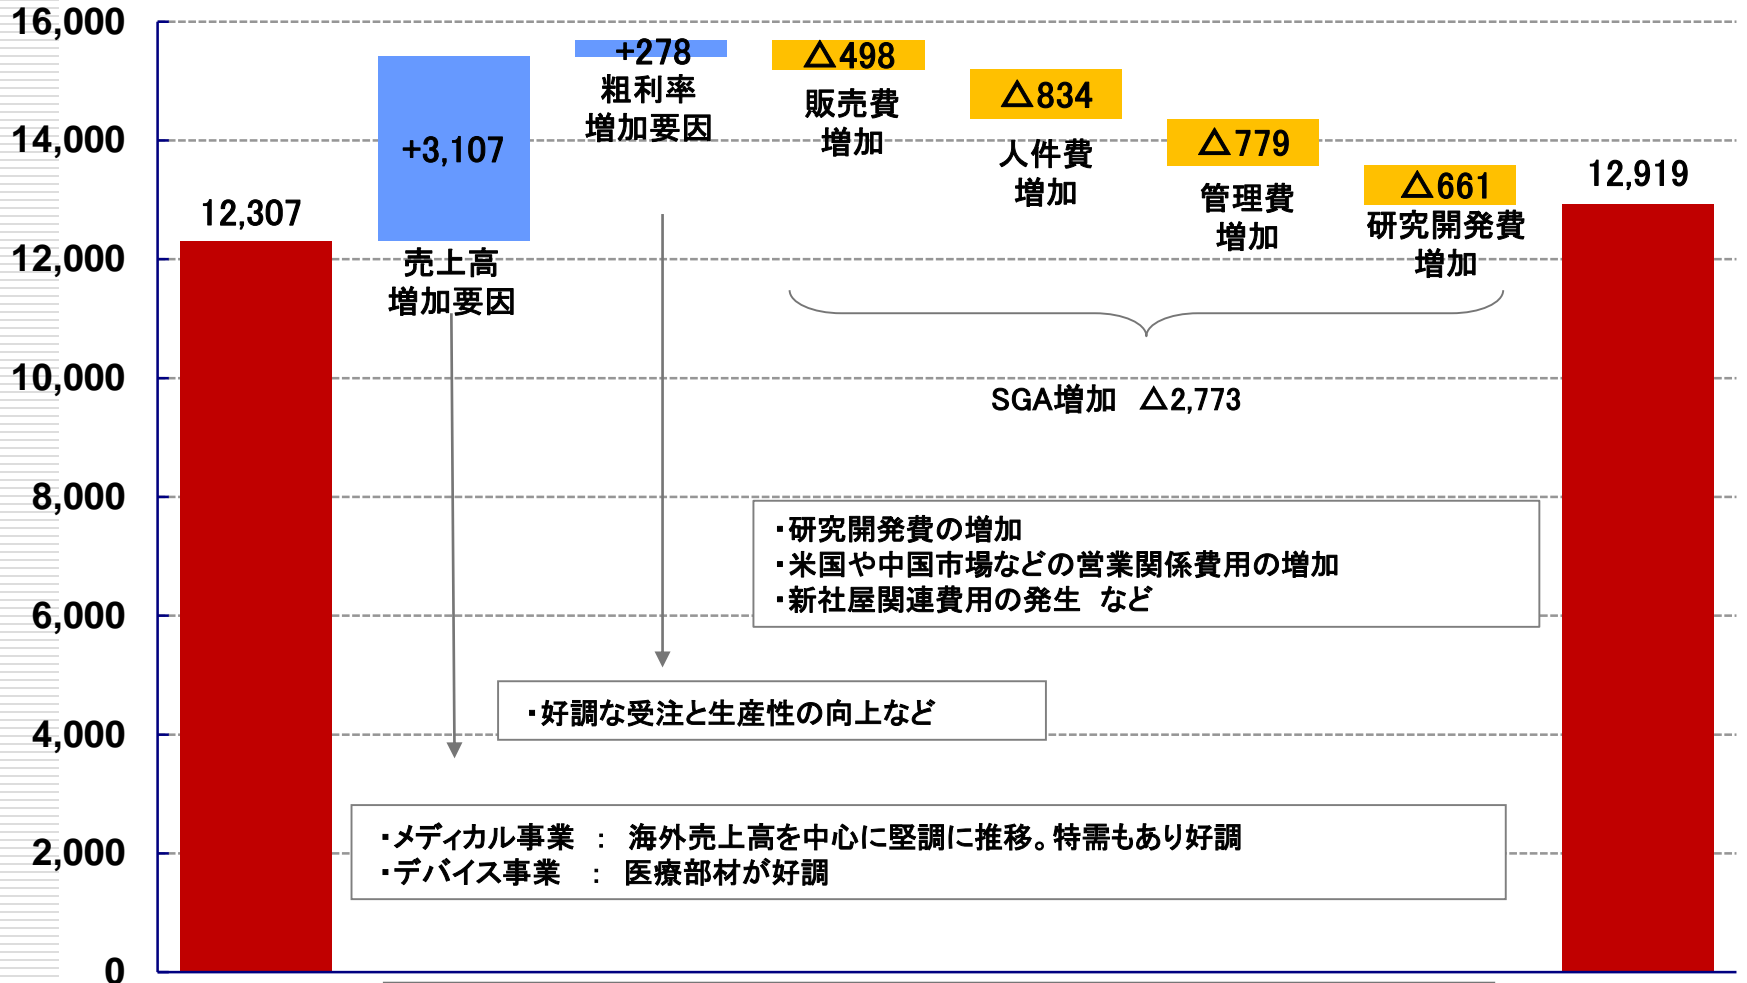 16,000
14,000
12,000
10,000
8,000
6,000
4,000
2,000
0
12,307
+3,107
売上高
増加要因
+278
粗利率
増加要因
△498
販売費
増加
△834
人件費
増加
△779
管理費
増加
△661
研究開発費
増加
12,919
SGA増加　△2,773
・研究開発費の増加
・米国や中国市場などの営業関係費用の増加
・新社屋関連費用の発生　など
・好調な受注と生産性の向上など
・メディカル事業　：　海外売上高を中心に堅調に推移。特需もあり好調
・デバイス事業　：　医療部材が好調